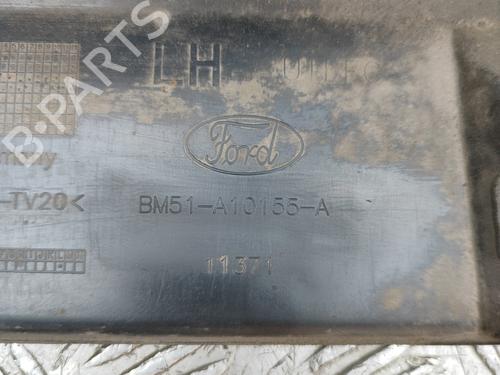 LH
B-PARTS
Ford
-TV20<
BM51-A10155-A
11371